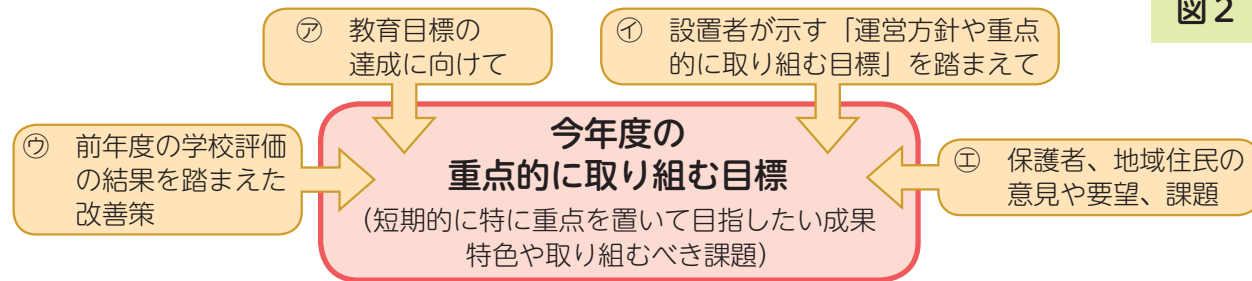 図2
㋐ 教育目標の
達成に向けて
㋑ 設置者が示す「運営方針や重点
的に取り組む目標」を踏まえて
㋒ 前年度の学校評価
の結果を踏まえた
改善策
今年度の
重点的に取り組む目標
(短期的に特に重点を置いて目指したい成果
特色や取り組むべき課題)
㋓ 保護者、地域住民の
意見や要望、課題